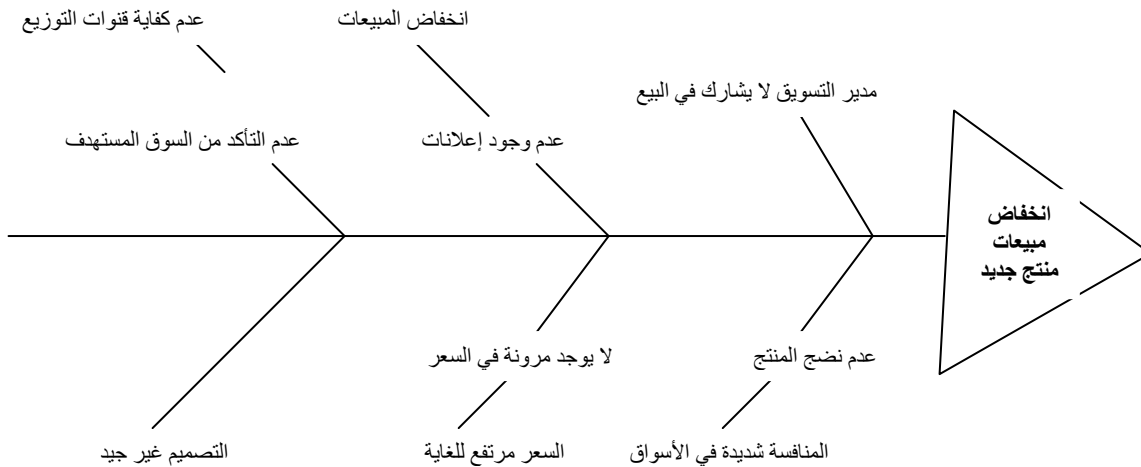 انخفاض المبيعات
عدم كفاية قنوات التوزيع
مدير التسويق لا يشارك في البيع
عدم وجود إعلانات
عدم التأكد من السوق المستهدف
انخفاض
مبيعات
منتج جديد
عدم نضج المنتج
لا يوجد مرونة في السعر
المنافسة شديدة في الأسواق
السعر مرتفع للغاية
التصميم غير جيد